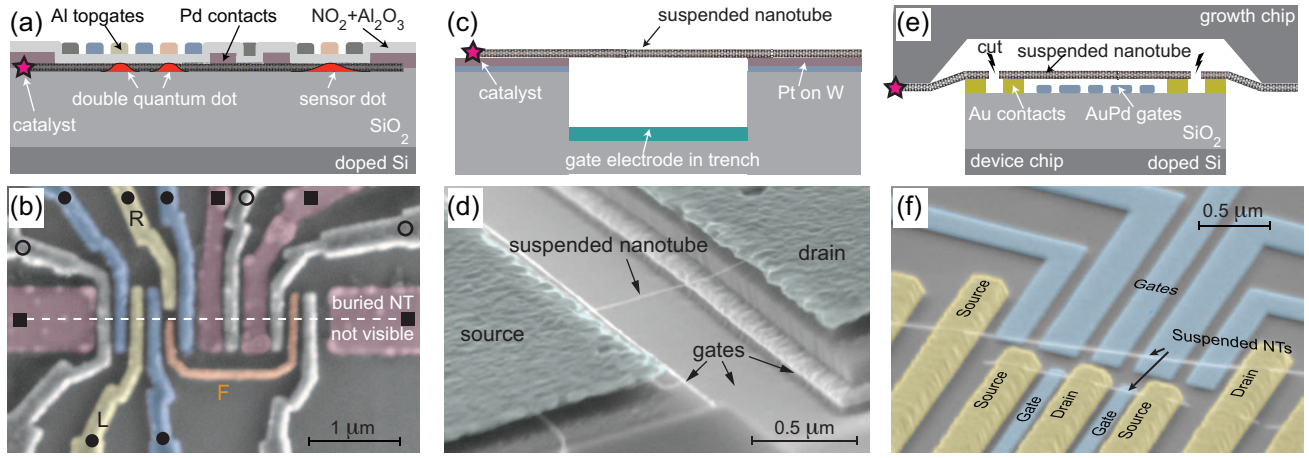 (a)
Al topgates
Pd contacts
NO2+Al2O3
double quantum dot
sensor dot
catalyst
SiO2
doped Si
(b)
R
buried NT
not visible
F
L
1 μm
(c)
suspended nanotube
catalyst
Pt on W
gate electrode in trench
(d)
suspended nanotube
drain
source
gates
0.5 μm
(e)
growth chip
cut
suspended nanotube
Au contacts
AuPd gates
SiO2
device chip
doped Si
(f)
0.5 μm
Gates
Source
Suspended NTs
Source
Gate
Drain
Gate
Source
Drain